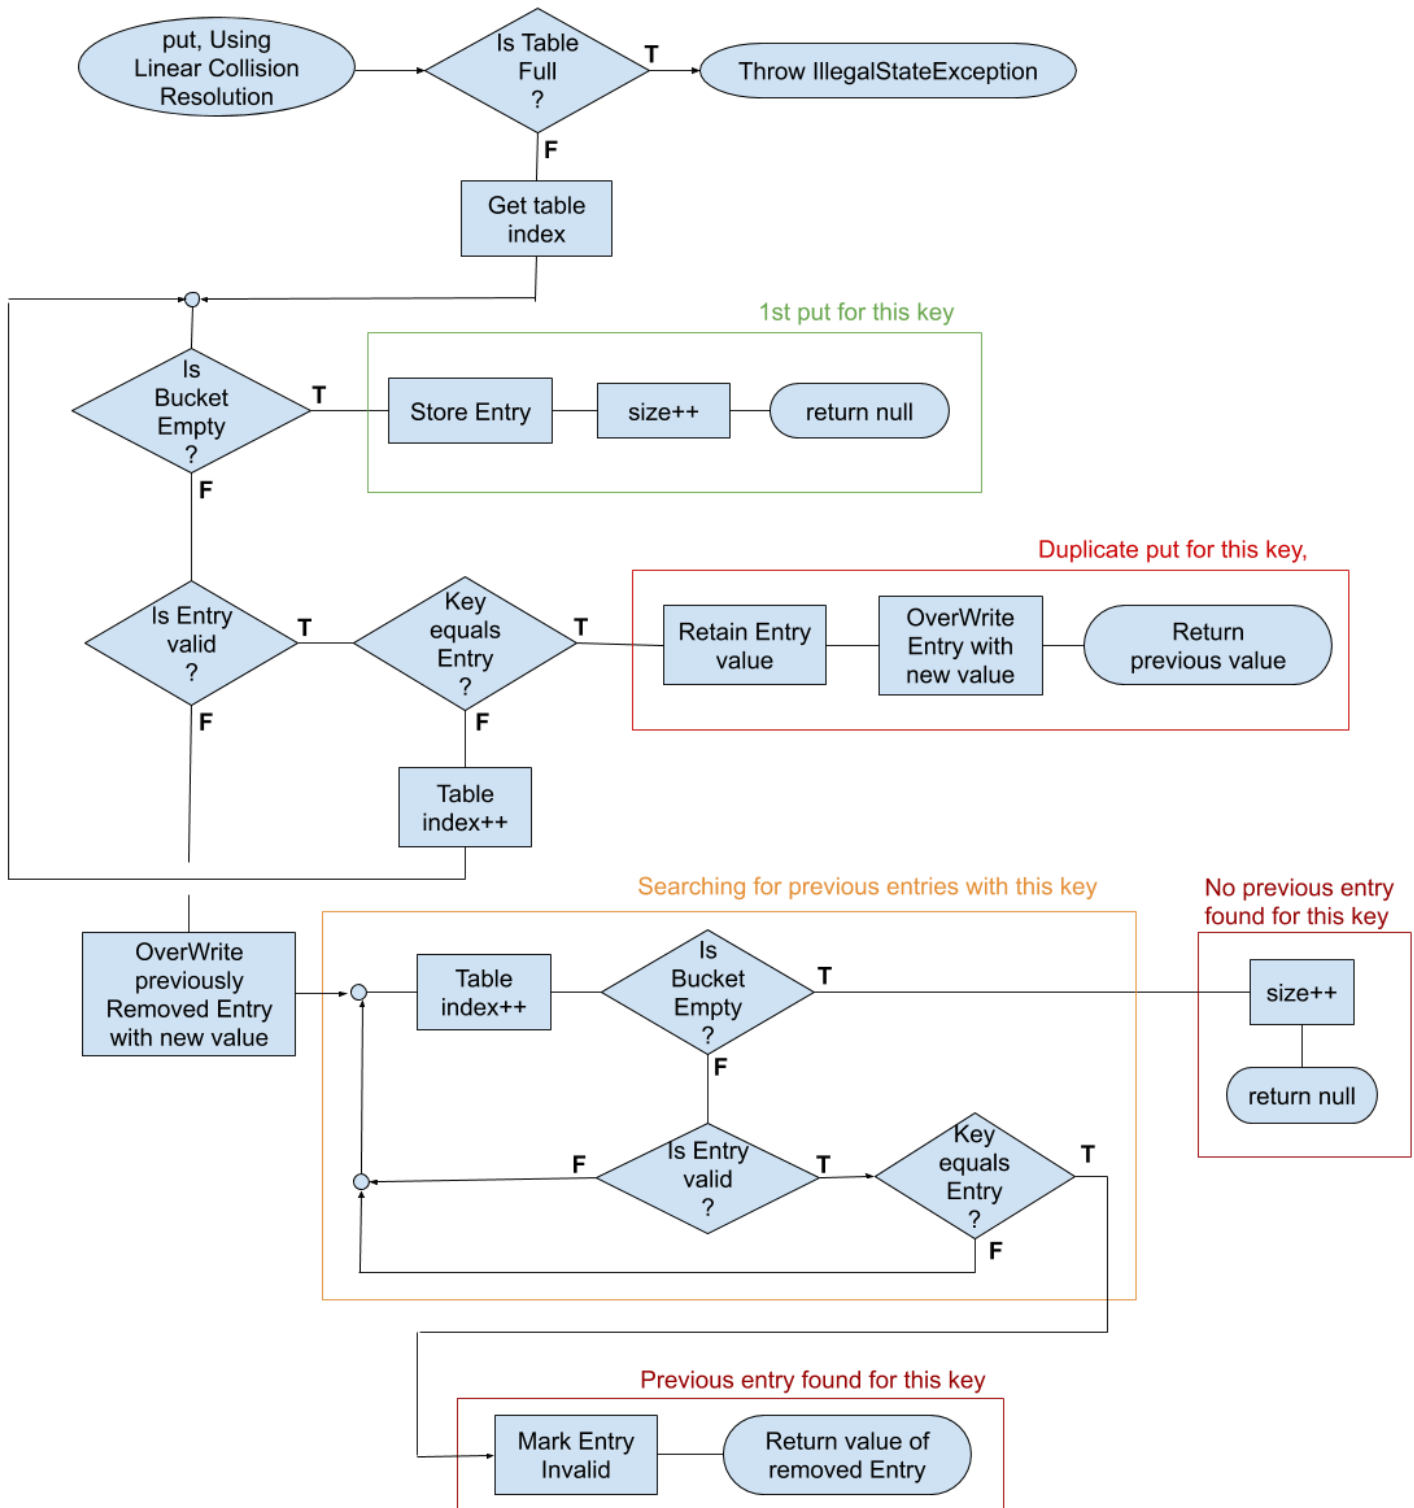 put, Using
Linear Collision
Resolution
Is Table
Full
?
T
Throw IllegalStateException
F
Get table
index
1st put for this key
Is
Bucket
Empty
?
T
Store Entry
size++
return null
F
Duplicate put for this key,
Is Entry
valid
?
T
Key
equals
Entry
?
T
Retain Entry
value
OverWrite
Entry with
new value
Return
previous value
F
F
Table
index++
Searching for previous entries with this key
No previous entry
found for this key
OverWrite
previously
Removed Entry
with new value
Table
index++
Is
Bucket
Empty
?
T
size++
return null
F
Is Entry
valid
?
F
T
Key
equals
Entry
?
T
F
Previous entry found for this key
Mark Entry
Invalid
Return value of
removed Entry